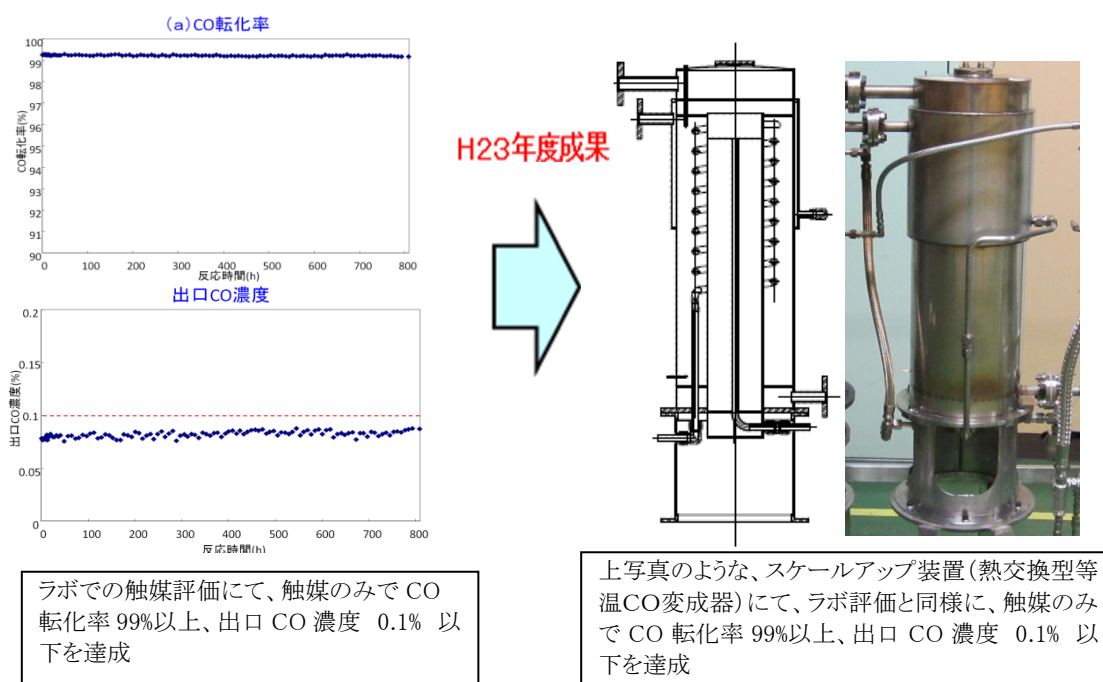 (a)CO転化率
100
99
98
97
96
95
94
93
92
91
90
CO転化率(%)
0 100 200 300 400 500 600 700 800
反応時間(h)
出口CO濃度
0.2
0.15
0.1
0.05
0
出口CO濃度(%)
0 100 200 300 400 500 600 700 800
反応時間(h)
ラボでの触媒評価にて、触媒のみで CO
転化率 99%以上、出口 CO 濃度 0.1% 以
下を達成
H23年度成果
上写真のような、スケールアップ装置(熱交換型等
温CO変成器)にて、ラボ評価と同様に、触媒のみ
で CO 転化率 99%以上、出口 CO 濃度 0.1% 以
下を達成